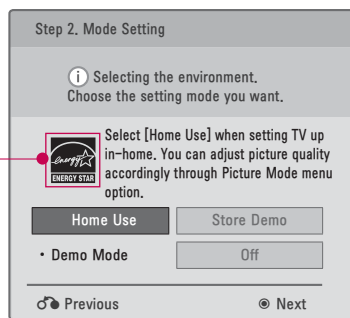 Step 2. Mode Setting
i Selecting the environment.
Choose the setting mode you want.
Select [Home Use] when setting TV up
in-home. You can adjust picture quality
accordingly through Picture Mode menu
option.
energy
ENERGY STAR
Home Use
Store Demo
• Demo Mode
Off
Previous
Next